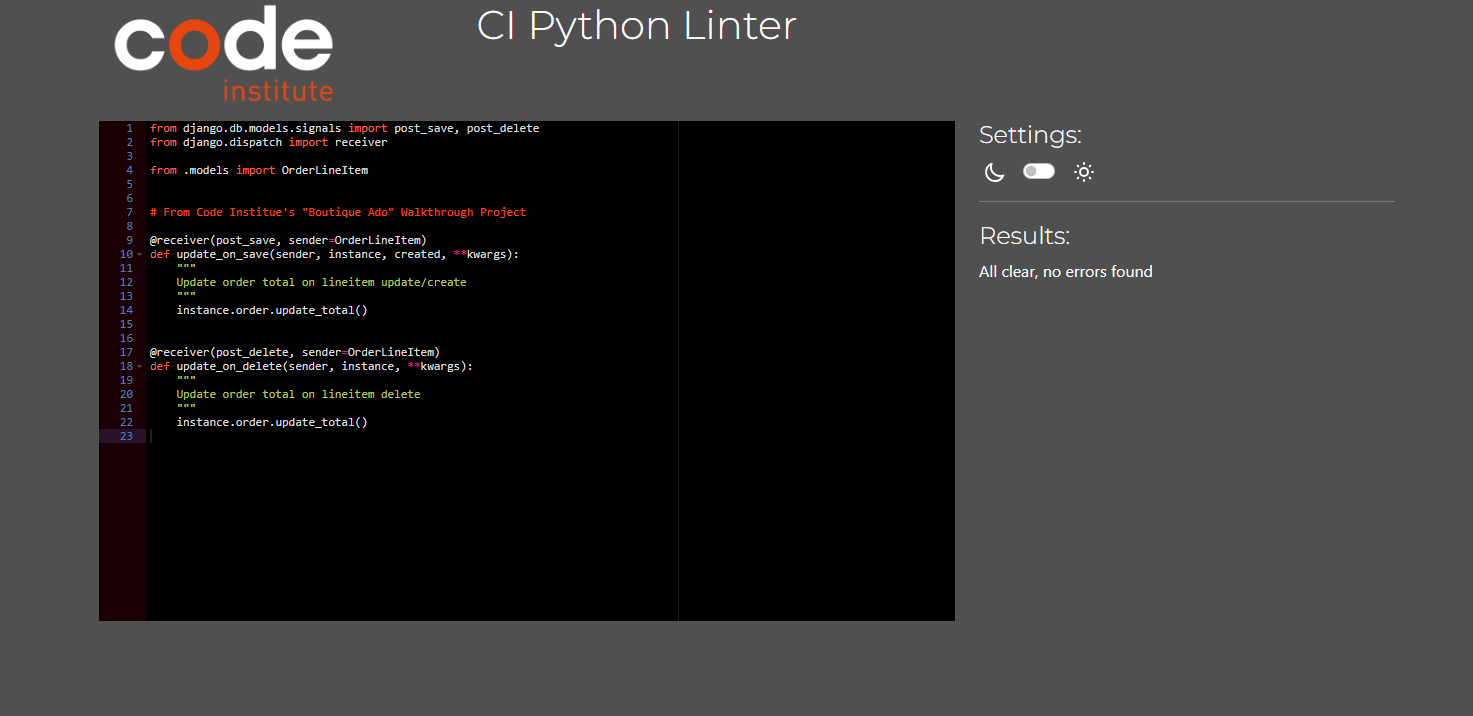 code
institute
CI Python Linter
1 from django.db.models.signals import post_save, post_delete
2 from django.dispatch import receiver
3
4 from .models import OrderLineItem
5
6
7 # From Code Institue's "Boutique Ado" Walkthrough Project
8
9 @receiver(post_save, sender=OrderLineItem)
10 def update_on_save(sender, instance, created, **kwargs):
11 """
12 Update order total on lineitem update/create
13 """
14 instance.order.update_total()
15
16
17 @receiver(post_delete, sender=OrderLineItem)
18 def update_on_delete(sender, instance, **kwargs):
19 """
20 Update order total on lineitem delete
21 """
22 instance.order.update_total()
23
Settings:
Results:
All clear, no errors found